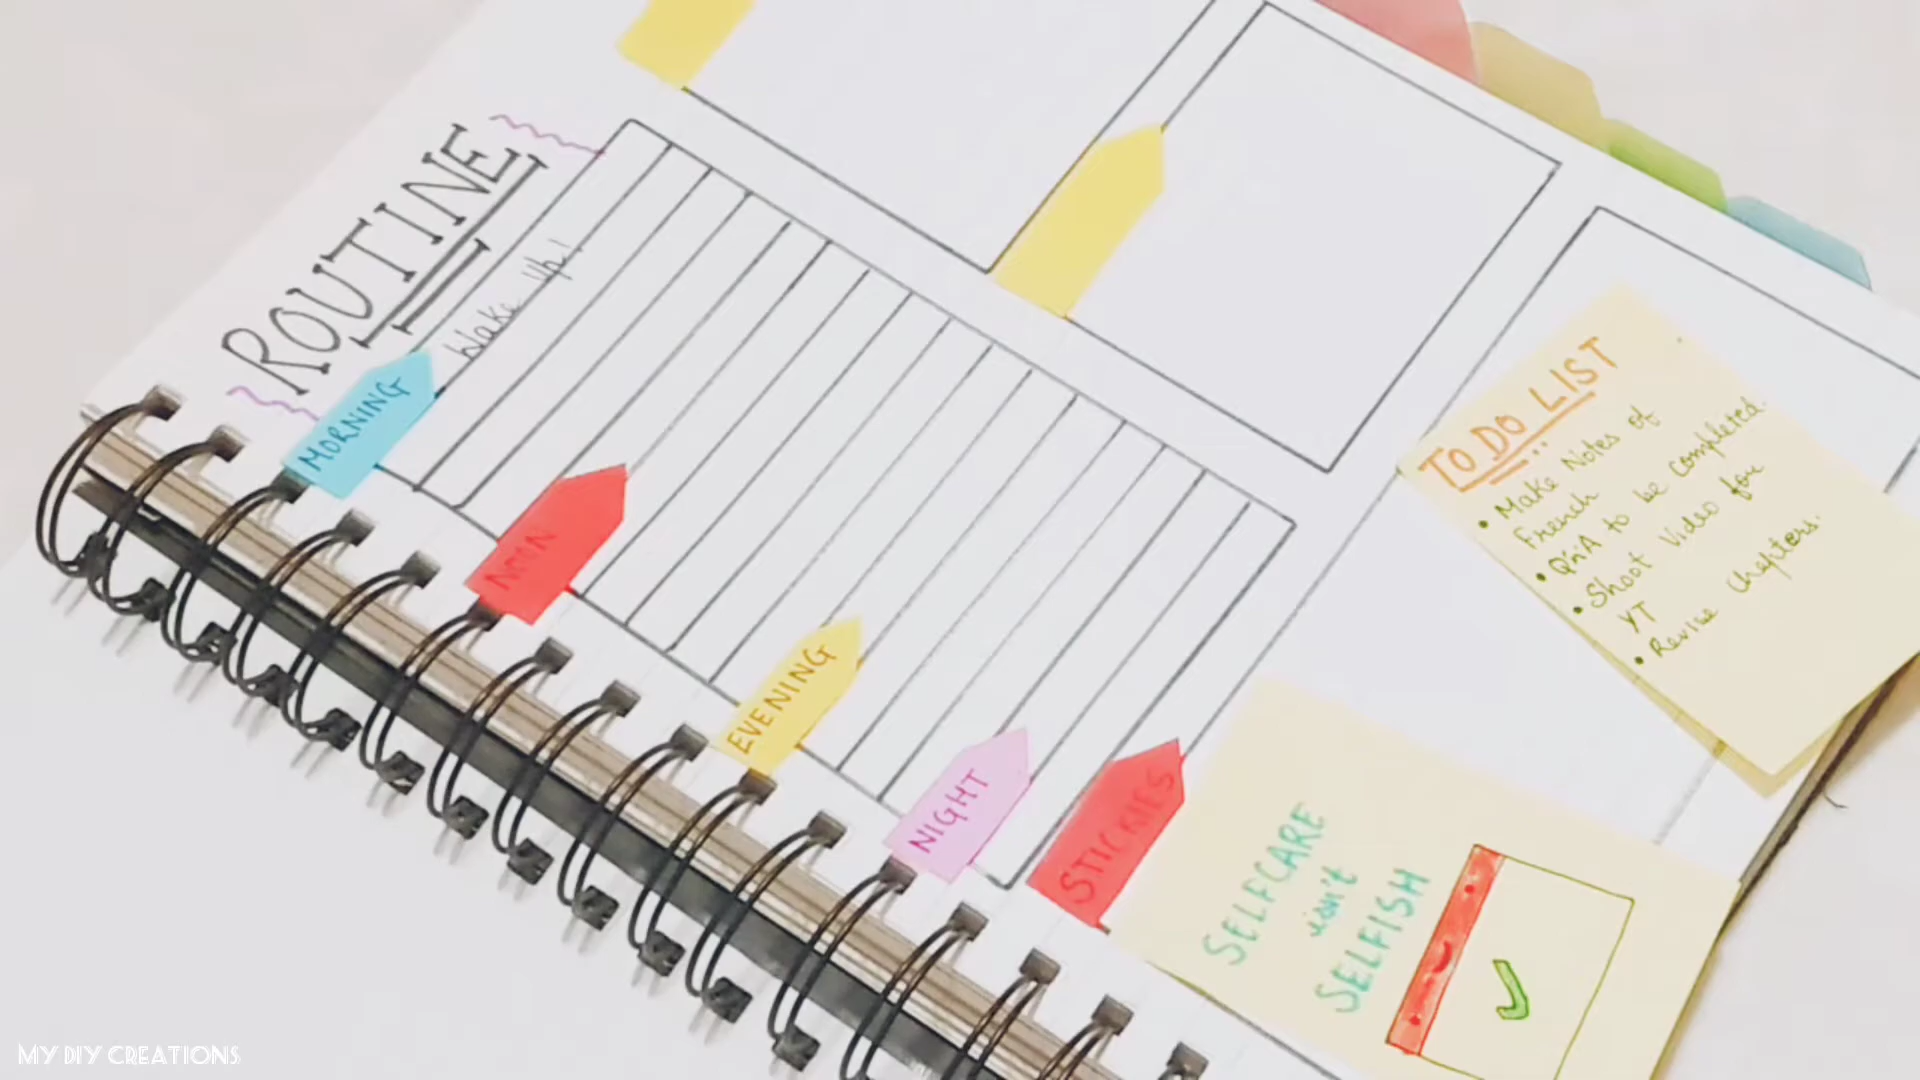 ROUTINE
Wake Up!
MORNING
NOON
EVENING
NIGHT
STICKIES
TO DO LIST
• Make Notes of
French
• QnA to be completed.
• Shoot Video for
YT
• Revise chapters.
SELFCARE
isn't
SELFISH
MY DIY CREATIONS